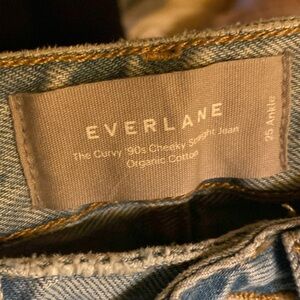 EVERLANE
The Curvy '90s Cheeky Straight Jean
Organic Cotton
25 Ankle